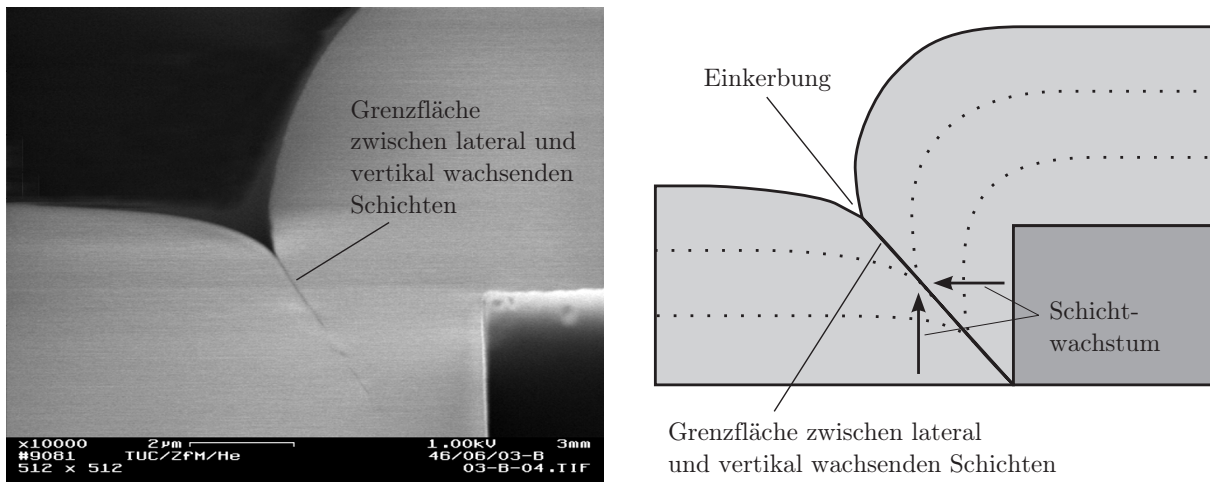 Grenzfläche
zwischen lateral und
vertikal wachsenden
Schichten
x10000 2µm 1.00kV 3mm
#9081 TUC/ZfM/He 46/06/03-B
512 x 512 03-B-04.TIF
Einkerbung
Schicht-
wachstum
Grenzfläche zwischen lateral
und vertikal wachsenden Schichten